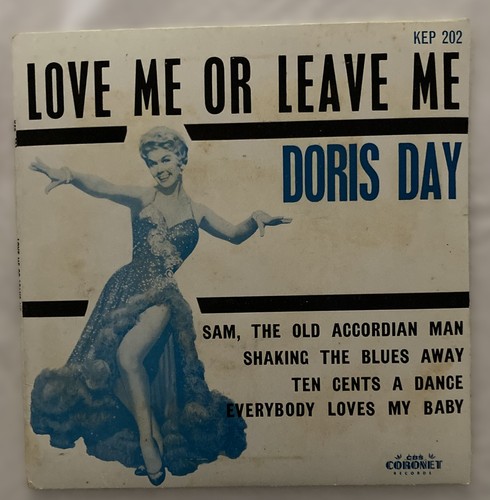 KEP 202
LOVE ME OR LEAVE ME
DORIS DAY
SAM, THE OLD ACCORDIAN MAN
SHAKING THE BLUES AWAY
TEN CENTS A DANCE
EVERYBODY LOVES MY BABY
CBS
CORONET
RECORDS